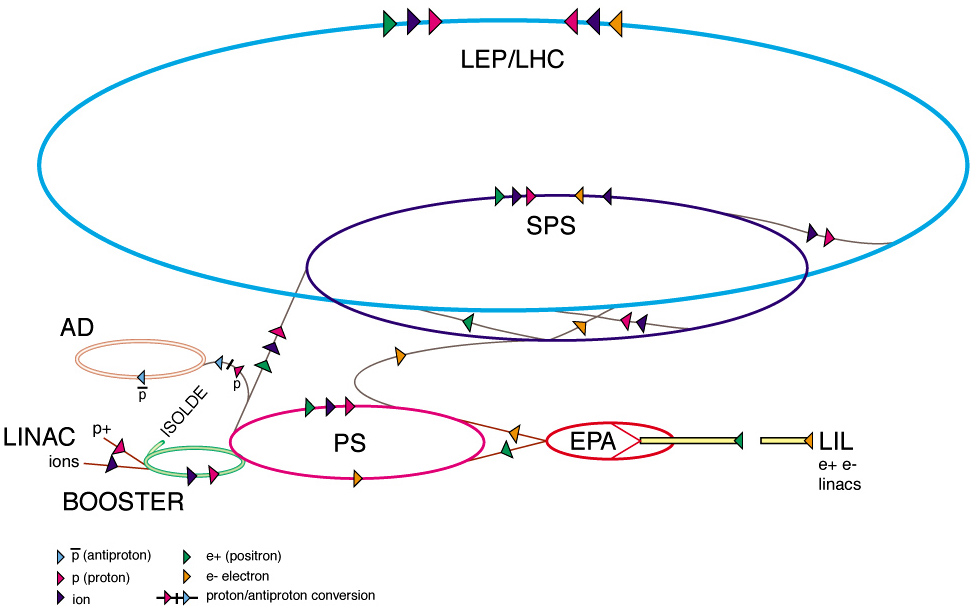 LEP/LHC
SPS
AD
p
p
ISOLDE
LINAC
p+
ions
PS
EPA
LIL
e+ e-
linacs
BOOSTER
p (antiproton)
e+ (positron)
p (proton)
e- electron
ion
proton/antiproton conversion